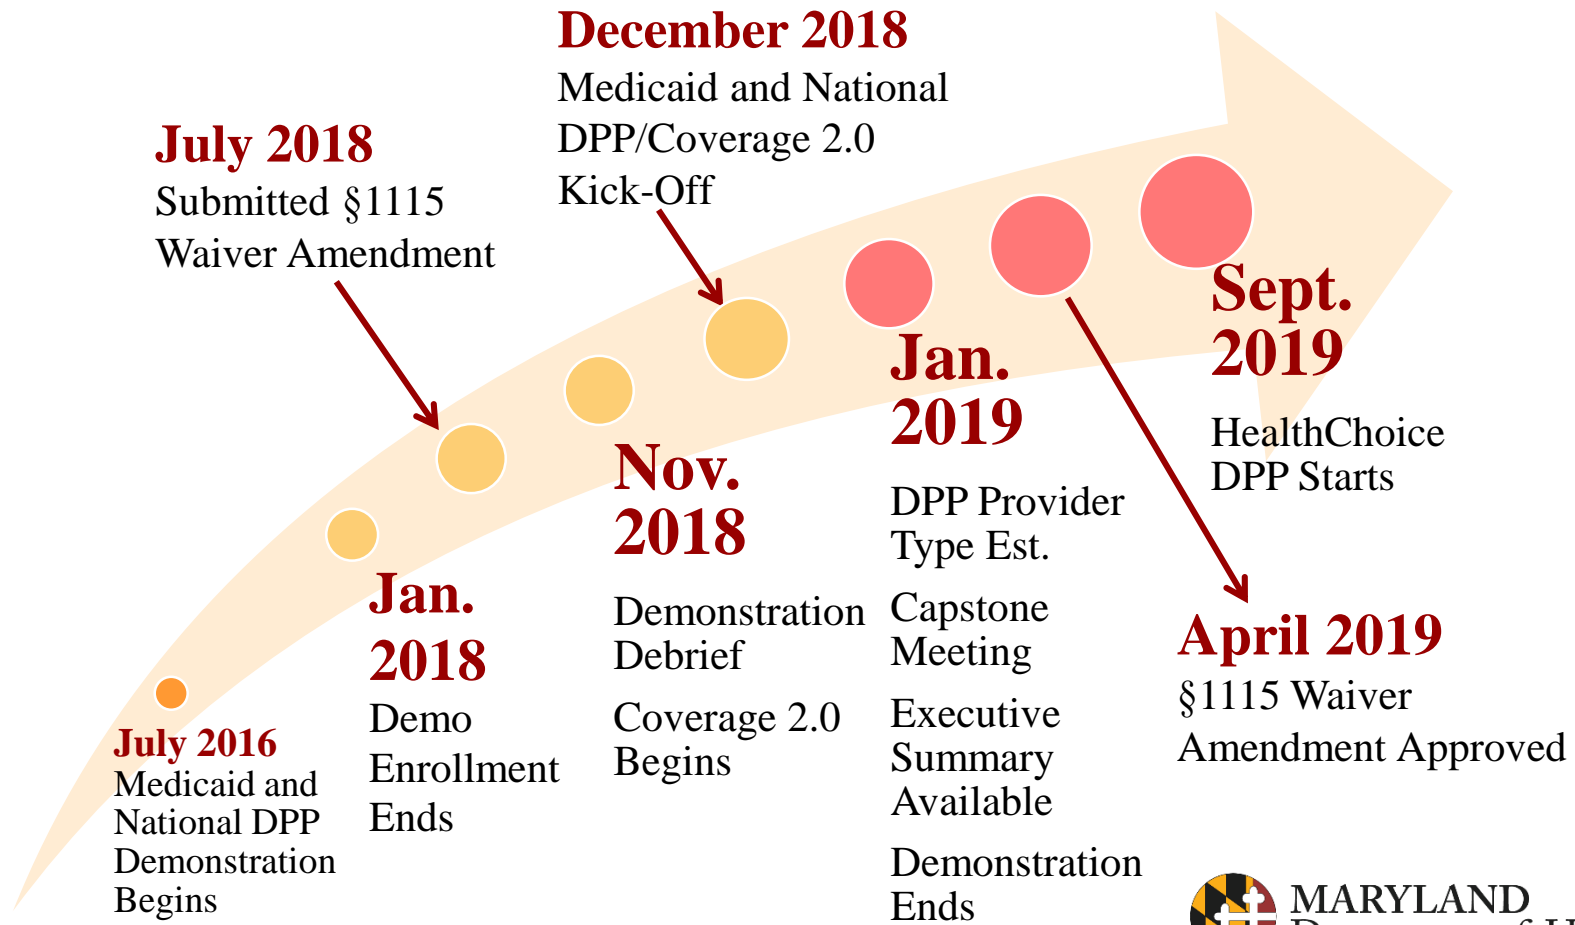 December 2018
Medicaid and National
DPP/Coverage 2.0
Kick-Off
July 2018
Submitted §1115
Waiver Amendment
Sept.
2019
HealthChoice
DPP Starts
Jan.
2019
DPP Provider
Type Est.
Capstone
Meeting
Executive
Summary
Available
Demonstration
Ends
Nov.
2018
Demonstration
Debrief
Coverage 2.0
Begins
Jan.
2018
Demo
Enrollment
Ends
April 2019
§1115 Waiver
Amendment Approved
July 2016
Medicaid and
National DPP
Demonstration
Begins
MARYLAND